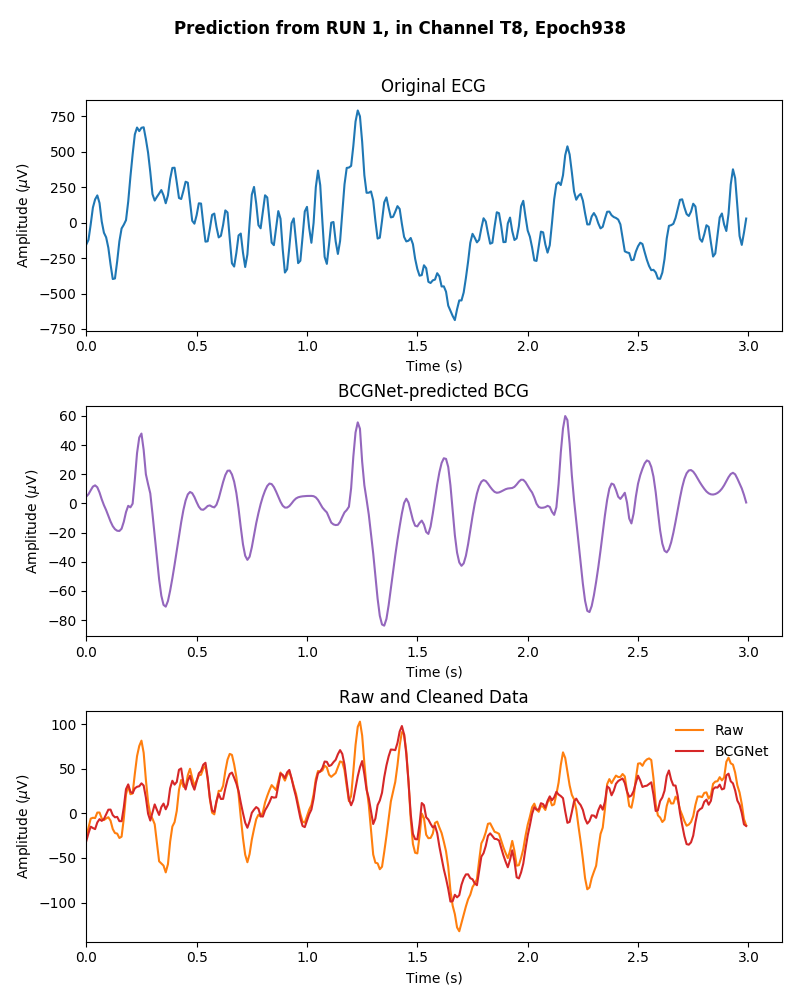 Prediction from RUN 1, in Channel T8, Epoch938
Original ECG
Amplitude (μV)
750
500
250
0
−250
−500
−750
0.0 0.5 1.0 1.5 2.0 2.5 3.0
Time (s)
BCGNet-predicted BCG
Amplitude (μV)
60
40
20
0
−20
−40
−60
−80
0.0 0.5 1.0 1.5 2.0 2.5 3.0
Time (s)
Raw and Cleaned Data
Amplitude (μV)
100
50
0
−50
−100
Raw
BCGNet
0.0 0.5 1.0 1.5 2.0 2.5 3.0
Time (s)